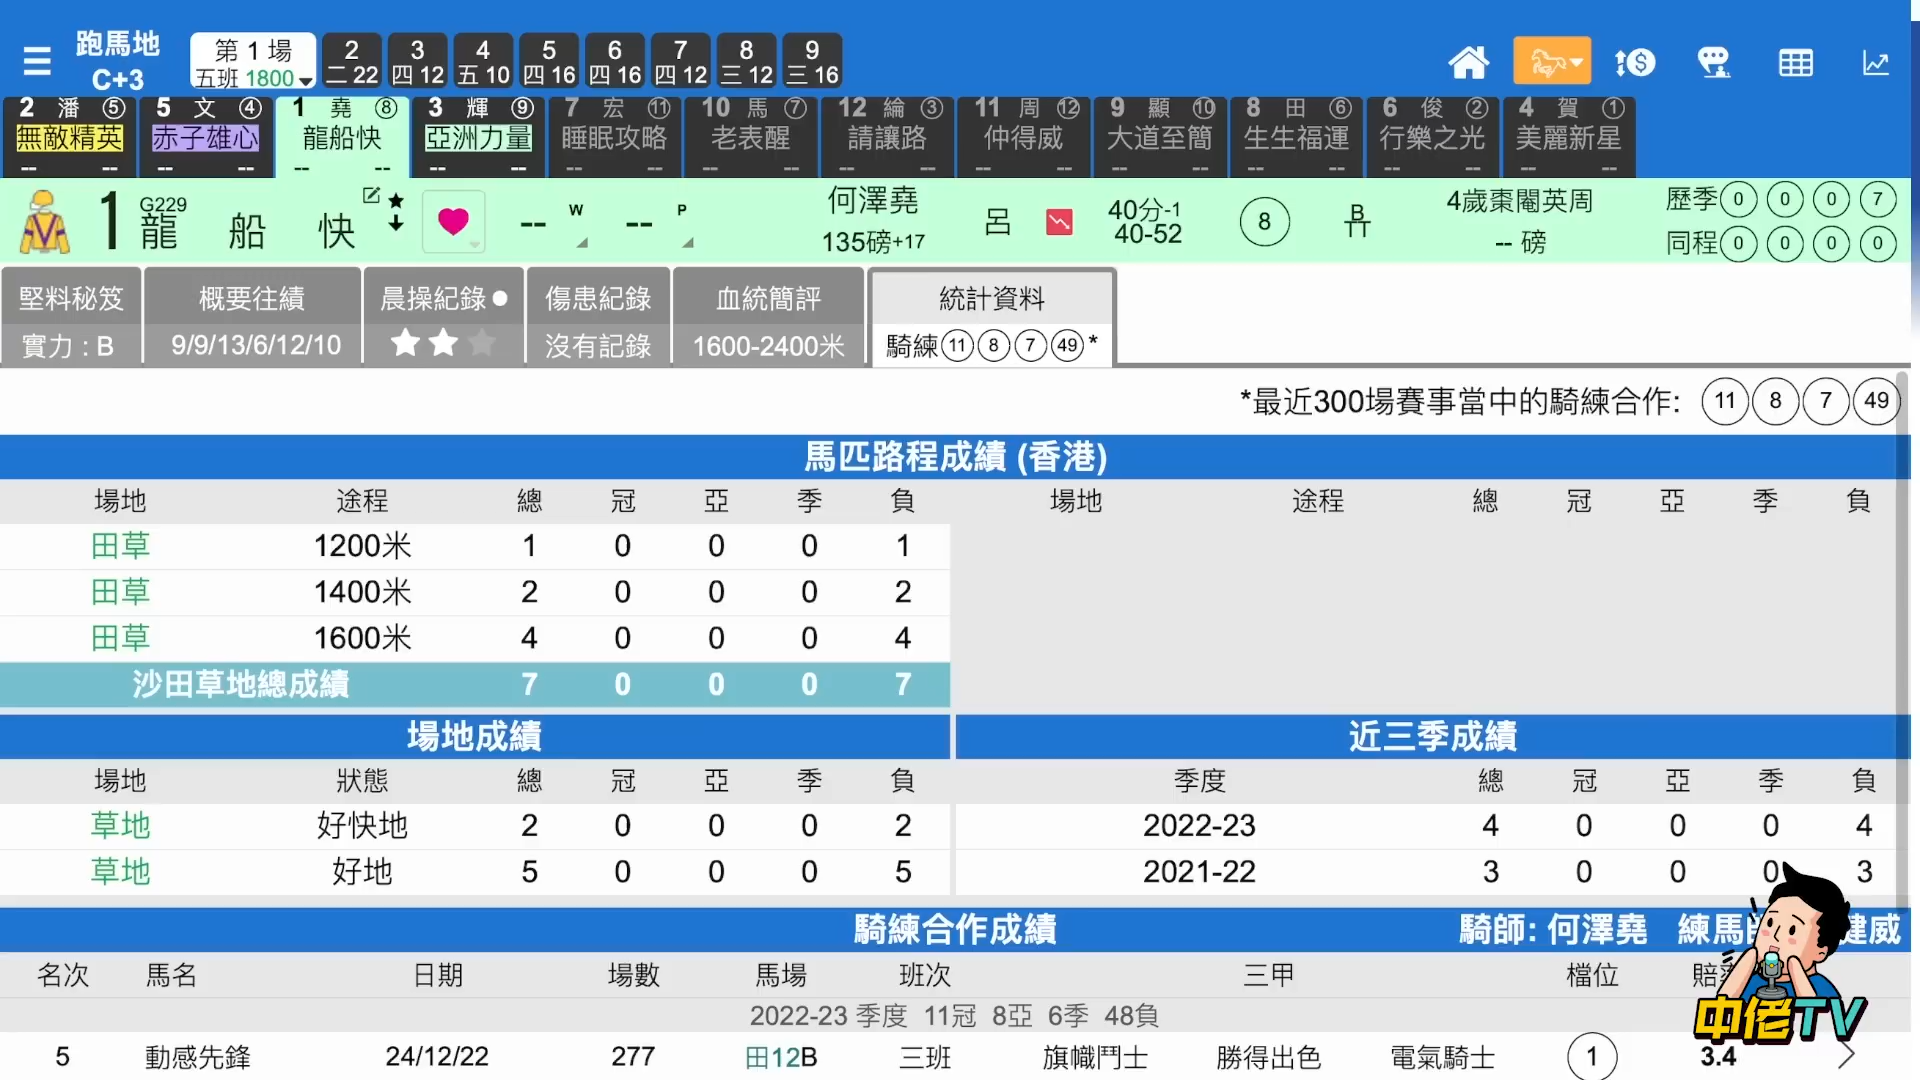 跑馬地
C+3
第 1 場
五班 1800
2
二 22
3
四 12
4
五 10
5
四 16
6
四 16
7
四 12
8
三 12
9
三 16
2 潘 5
無敵精英
-- --
5 文 4
赤子雄心
-- --
1 堯 8
龍船快
-- --
3 輝 9
亞洲力量
-- --
7 宏 11
睡眠攻略
-- --
10 馬 7
老表醒
-- --
12 綸 3
請讓路
-- --
11 周 12
仲得威
-- --
9 顯 10
大道至簡
-- --
8 田 6
生生福運
-- --
6 俊 2
行樂之光
-- --
4 賀 1
美麗新星
-- --
1
G229
龍 船 快
-- W
-- P
何澤堯
135磅+17
呂
40分-1
40-52
8
B
4歲棗閹英周
-- 磅
歷季 0 0 0 7
同程 0 0 0 0
堅料秘笈
實力 : B
概要往績
9/9/13/6/12/10
晨操紀錄
傷患紀錄
沒有記錄
血統簡評
1600-2400米
統計資料
騎練 11 8 7 49 *
*最近300場賽事當中的騎練合作: 11 8 7 49
馬匹路程成績 (香港)
場地 途程 總 冠 亞 季 負 場地 途程 總 冠 亞 季 負
田草 1200米 1 0 0 0 1
田草 1400米 2 0 0 0 2
田草 1600米 4 0 0 0 4
沙田草地總成績 7 0 0 0 7
場地成績
場地 狀態 總 冠 亞 季 負
草地 好快地 2 0 0 0 2
草地 好地 5 0 0 0 5
近三季成績
季度 總 冠 亞 季 負
2022-23 4 0 0 0 4
2021-22 3 0 0 0 3
騎練合作成績 騎師: 何澤堯 練馬 健威
名次 馬名 日期 場數 馬場 班次 三甲 檔位 賠
2022-23 季度 11冠 8亞 6季 48負
5 動感先鋒 24/12/22 277 田12B 三班 旗幟鬥士 勝得出色 電氣騎士 1 3.4
中佬TV